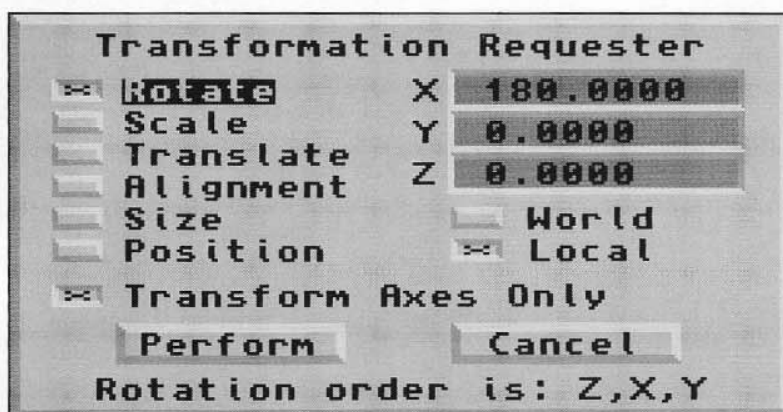 Transformation Requester
Rotate X 180.0000
Scale Y 0.0000
Translate Z 0.0000
Alignment
Size World
Position Local
Transform Axes Only
Perform Cancel
Rotation order is: Z,X,Y